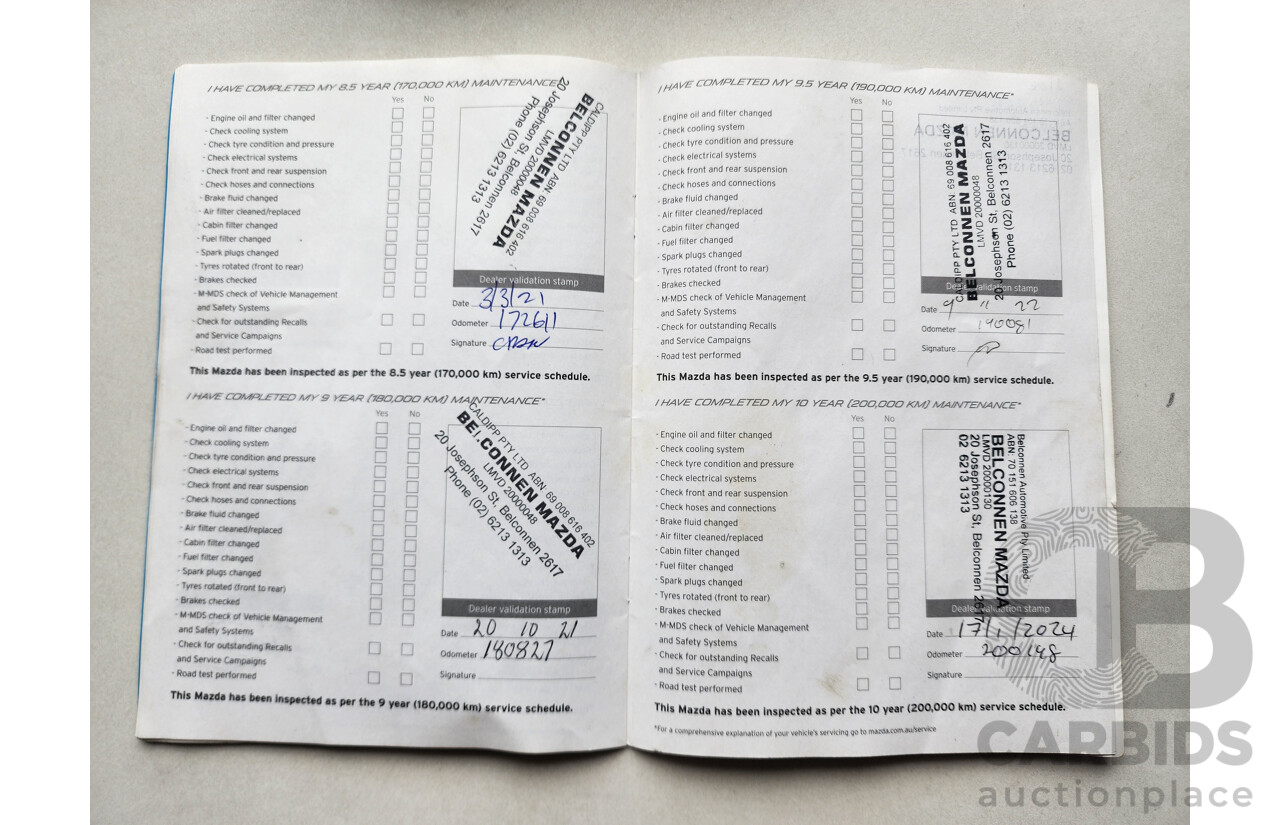 I HAVE COMPLETED MY 8.5 YEAR (170,000 KM) MAINTENANCE*
Yes No
- Engine oil and filter changed
- Check cooling system
- Check tyre condition and pressure
- Check electrical systems
- Check front and rear suspension
- Check hoses and connections
- Brake fluid changed
- Air filter cleaned/replaced
- Cabin filter changed
- Fuel filter changed
- Spark plugs changed
- Tyres rotated (front to rear)
- Brakes checked
- M-MDS check of Vehicle Management
and Safety Systems
- Check for outstanding Recalls
and Service Campaigns
- Road test performed
CALDIPP PTY LTD ABN: 69 008 616 402
BELCONNEN MAZDA
LMVD 20000048
20 Josephson St, Belconnen 2617
Phone (02) 6213 1313
Dealer validation stamp
Date 3/3/21
Odometer 172611
Signature
This Mazda has been inspected as per the 8.5 year (170,000 km) service schedule.
I HAVE COMPLETED MY 9 YEAR (180,000 KM) MAINTENANCE*
Yes No
- Engine oil and filter changed
- Check cooling system
- Check tyre condition and pressure
- Check electrical systems
- Check front and rear suspension
- Check hoses and connections
- Brake fluid changed
- Air filter cleaned/replaced
- Cabin filter changed
- Fuel filter changed
- Spark plugs changed
- Tyres rotated (front to rear)
- Brakes checked
- M-MDS check of Vehicle Management
and Safety Systems
- Check for outstanding Recalls
and Service Campaigns
- Road test performed
CALDIPP PTY LTD ABN: 69 008 616 402
BELCONNEN MAZDA
LMVD 20000048
20 Josephson St, Belconnen 2617
Phone (02) 6213 1313
Dealer validation stamp
Date 20 10 21
Odometer 180827
Signature
This Mazda has been inspected as per the 9 year (180,000 km) service schedule.
I HAVE COMPLETED MY 9.5 YEAR (190,000 KM) MAINTENANCE*
Yes No
- Engine oil and filter changed
- Check cooling system
- Check tyre condition and pressure
- Check electrical systems
- Check front and rear suspension
- Check hoses and connections
- Brake fluid changed
- Air filter cleaned/replaced
- Cabin filter changed
- Fuel filter changed
- Spark plugs changed
- Tyres rotated (front to rear)
- Brakes checked
- M-MDS check of Vehicle Management
and Safety Systems
- Check for outstanding Recalls
and Service Campaigns
- Road test performed
CALDIPP PTY LTD ABN: 69 008 616 402
BELCONNEN MAZDA
LMVD 20000048
20 Josephson St, Belconnen 2617
Phone (02) 6213 1313
Dealer validation stamp
Date 9 11 22
Odometer 190081
Signature
This Mazda has been inspected as per the 9.5 year (190,000 km) service schedule.
I HAVE COMPLETED MY 10 YEAR (200,000 KM) MAINTENANCE*
Yes No
- Engine oil and filter changed
- Check cooling system
- Check tyre condition and pressure
- Check electrical systems
- Check front and rear suspension
- Check hoses and connections
- Brake fluid changed
- Air filter cleaned/replaced
- Cabin filter changed
- Fuel filter changed
- Spark plugs changed
- Tyres rotated (front to rear)
- Brakes checked
- M-MDS check of Vehicle Management
and Safety Systems
- Check for outstanding Recalls
and Service Campaigns
- Road test performed
Belconnen Automotive Pty Limited
ABN: 70 151 606 138
BELCONNEN MAZDA
LMVD 20000130
20 Josephson St, Belconnen 2617
02 6213 1313
Dealer validation stamp
Date 17/1/2024
Odometer 200148
Signature
This Mazda has been inspected as per the 10 year (200,000 km) service schedule.
*For a comprehensive explanation of your vehicle's servicing go to mazda.com.au/service
CARBIDS
auctionplace